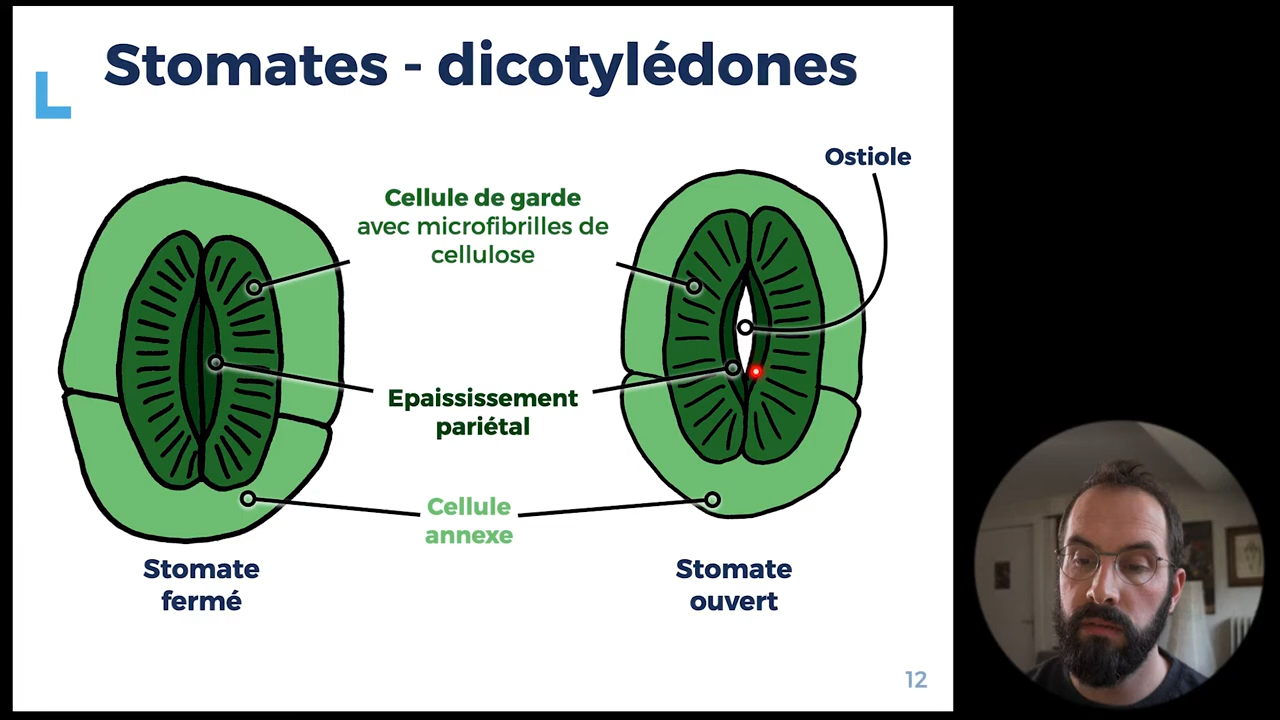 Stomates - dicotylédones
Ostiole
Cellule de garde
avec microfibrilles de
cellulose
Epaississement
pariétal
Cellule
annexe
Stomate
fermé
Stomate
ouvert
12